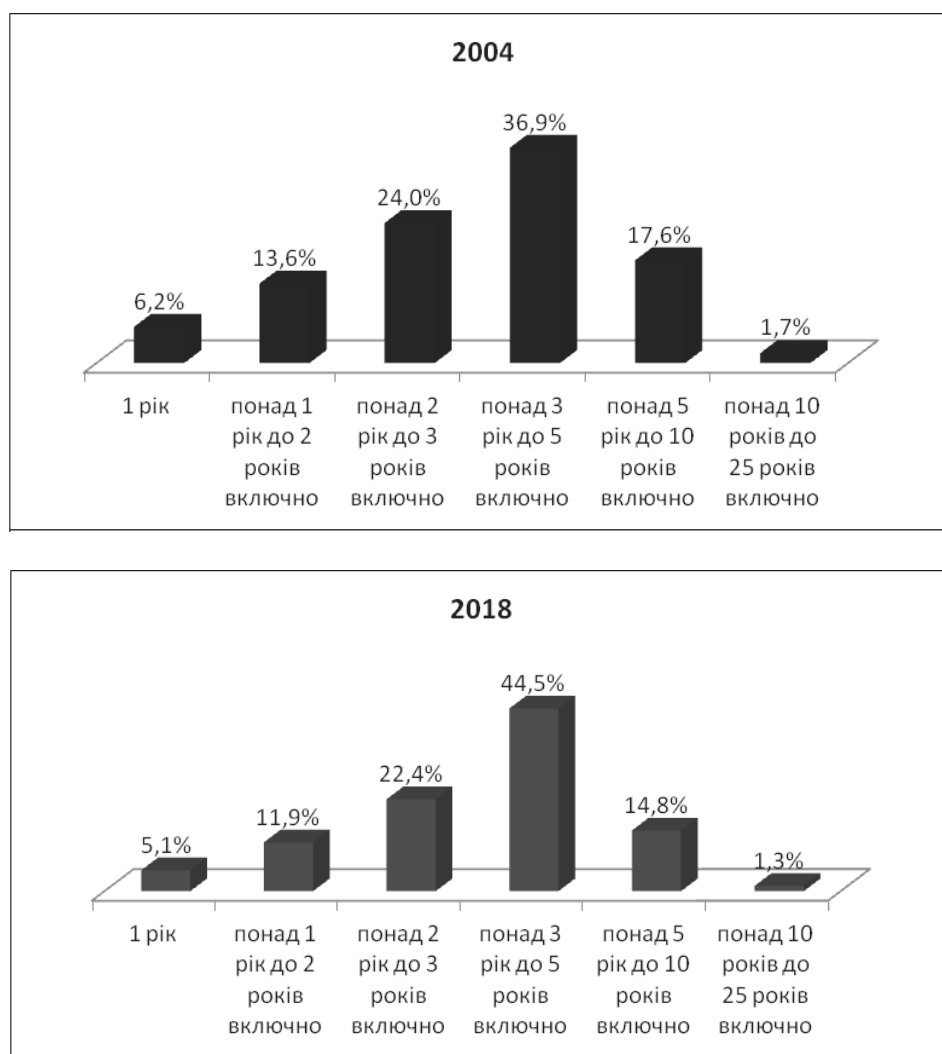 2004
36,9%
24,0%
17,6%
13,6%
6,2%
1,7%
1 рік
понад 1
рік до 2
років
включно
понад 2
рік до 3
років
включно
понад 3
рік до 5
років
включно
понад 5
рік до 10
років
включно
понад 10
років до
25 років
включно
2018
44,5%
22,4%
14,8%
11,9%
5,1%
1,3%
1 рік
понад 1
рік до 2
років
включно
понад 2
рік до 3
років
включно
понад 3
рік до 5
років
включно
понад 5
рік до 10
років
включно
понад 10
років до
25 років
включно